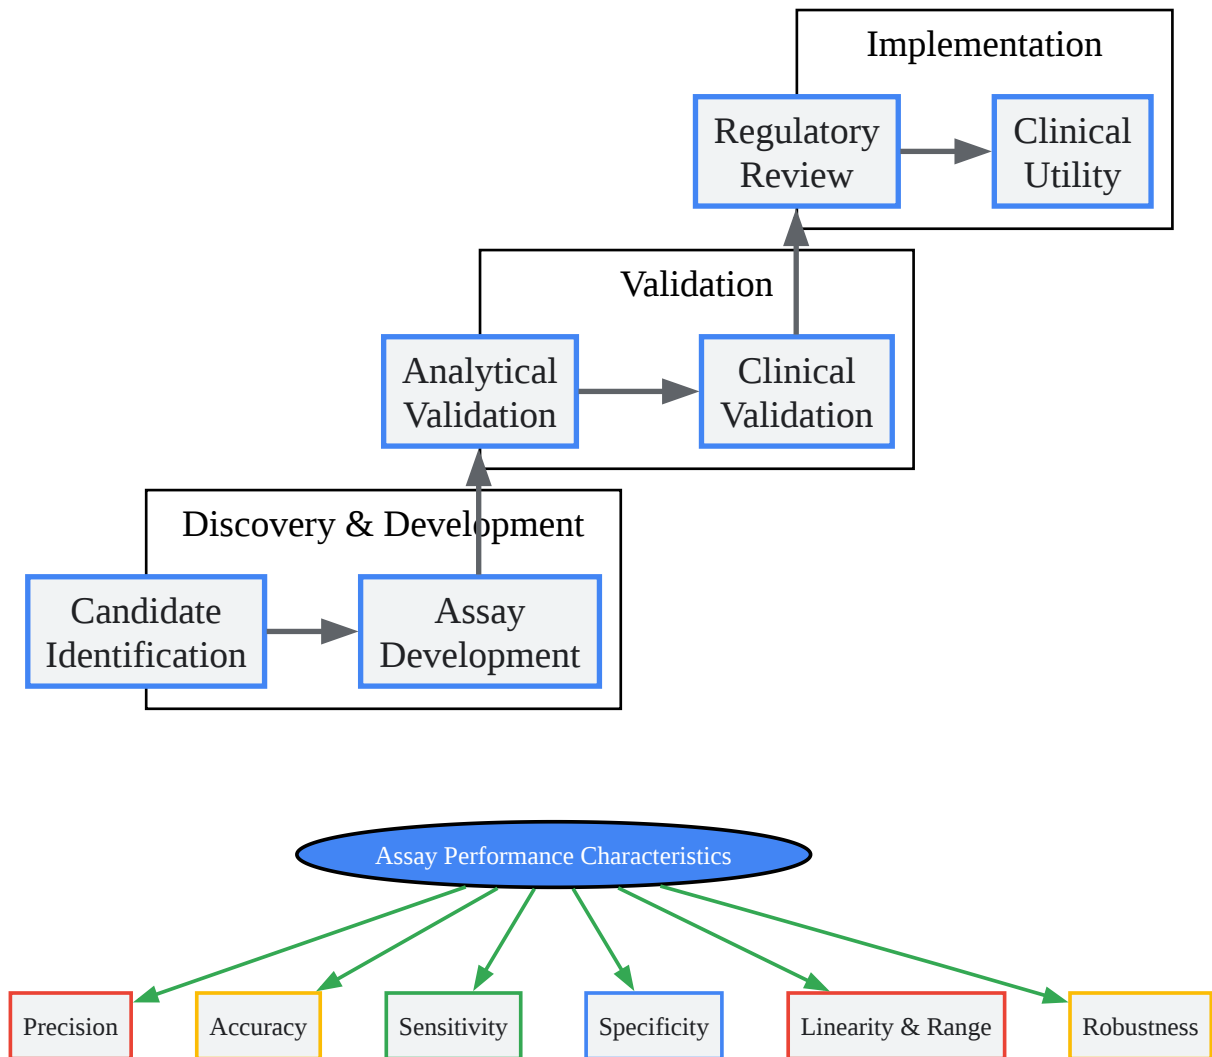 Implementation
Regulatory
Review
Clinical
Utility
Validation
Analytical
Validation
Clinical
Validation
Discovery & Development
Candidate
Identification
Assay
Development
Assay Performance Characteristics
Precision
Accuracy
Sensitivity
Specificity
Linearity & Range
Robustness